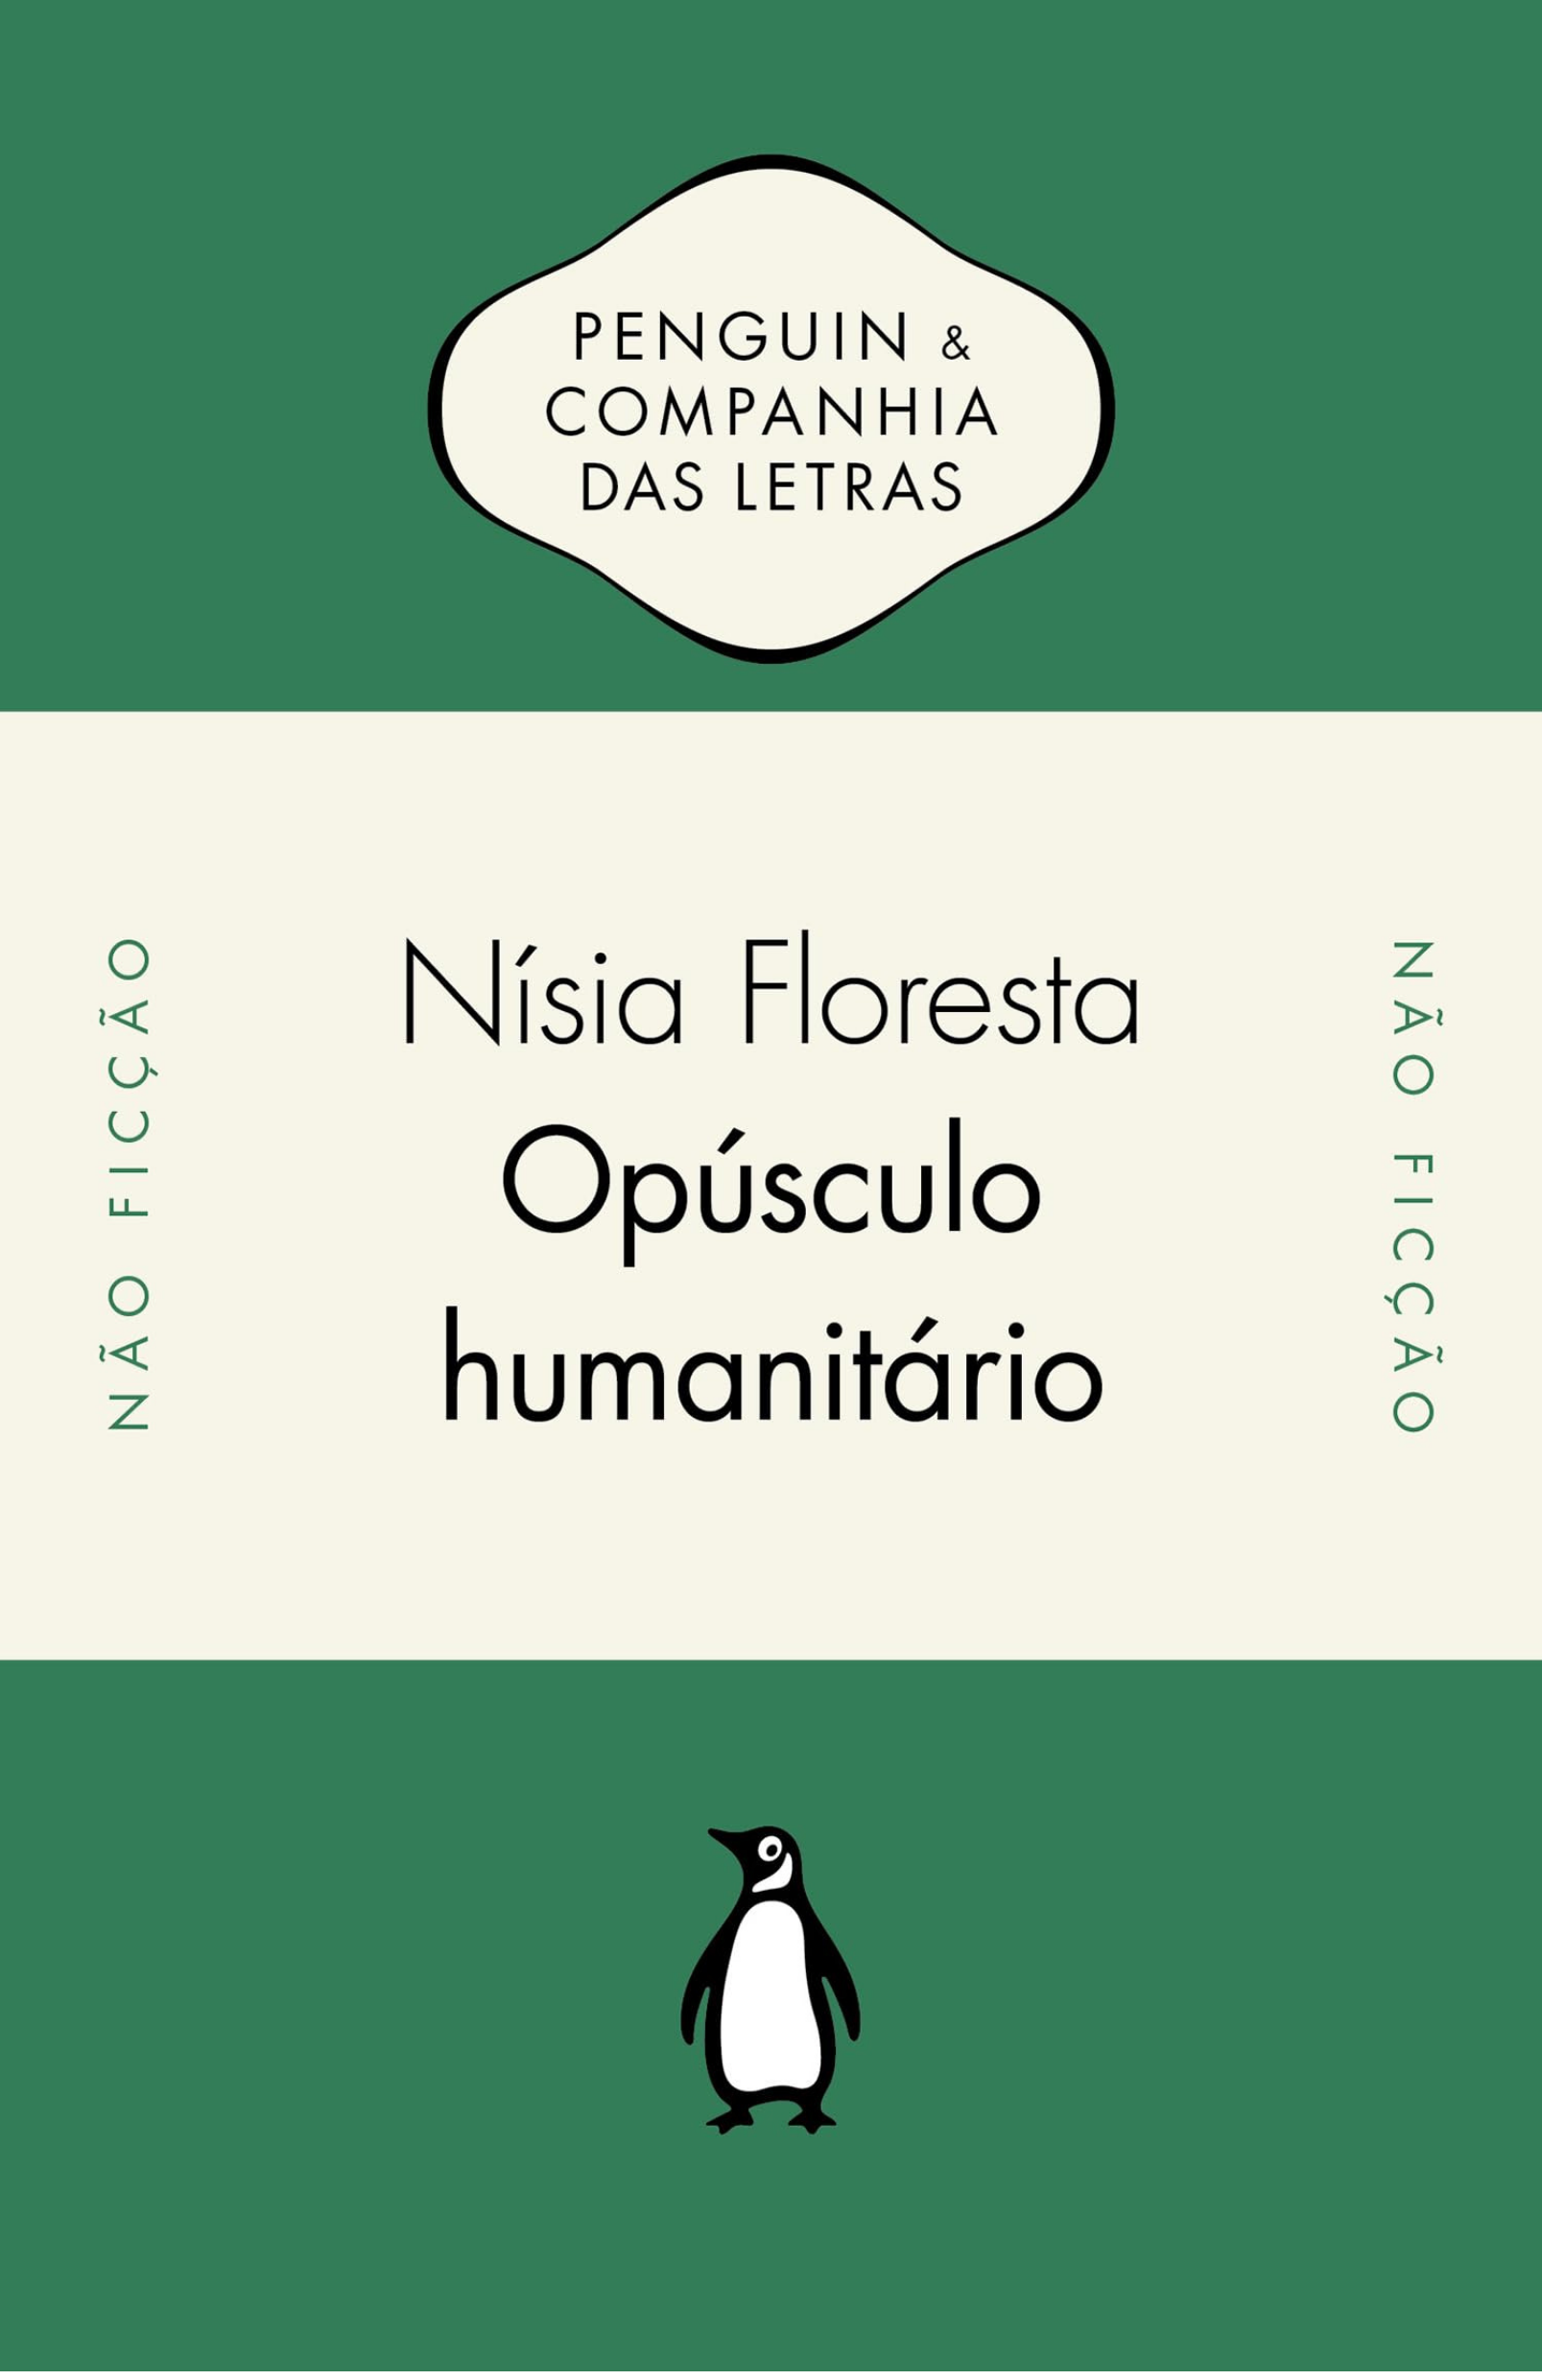 PENGUIN &
COMPANHIA
DAS LETRAS
NÃO FICÇÃO
Nísia Floresta
Opúsculo
humanitário
NÃO FICÇÃO